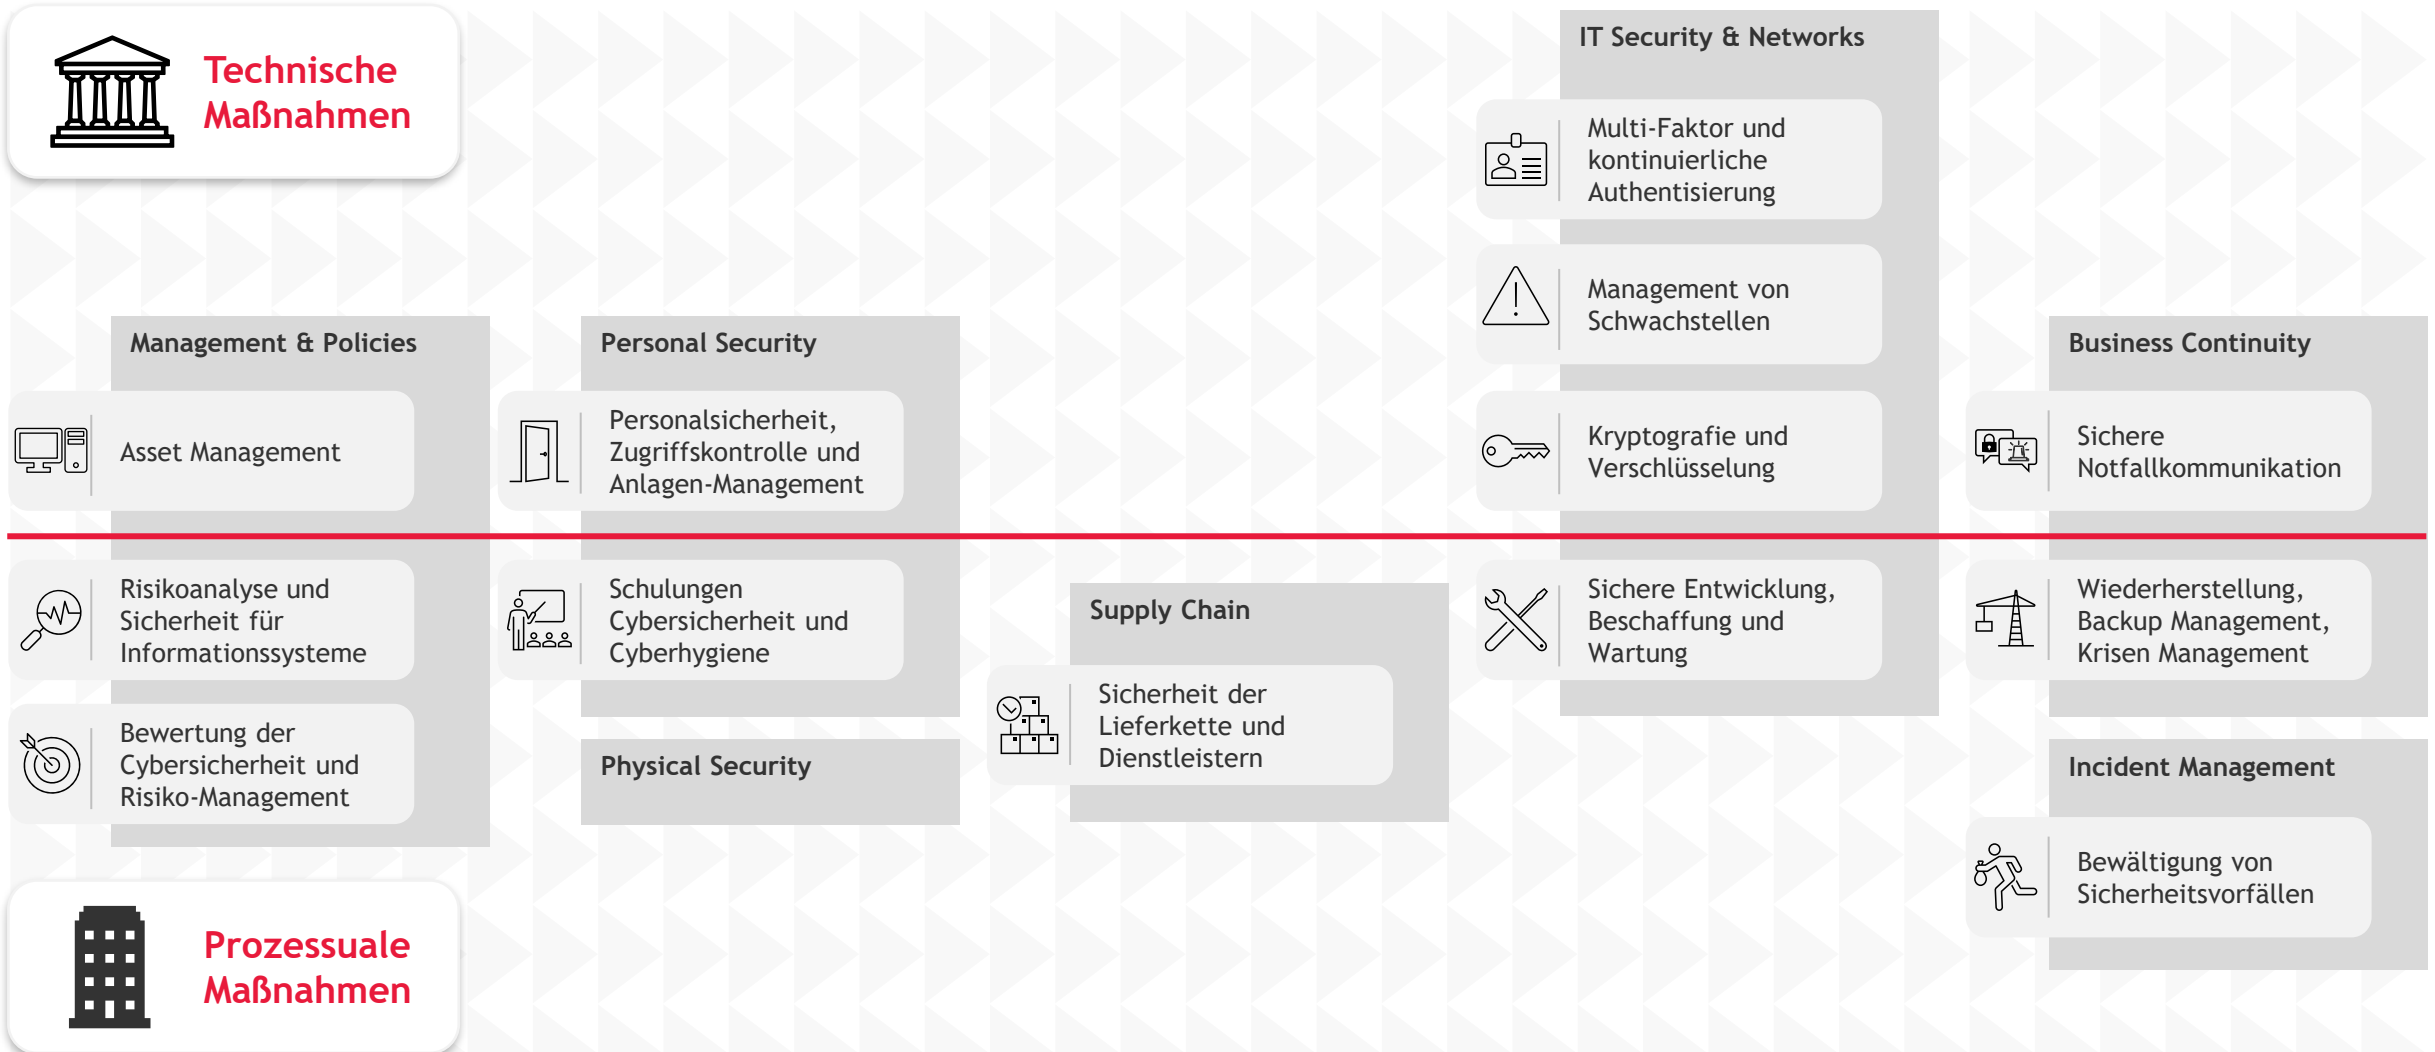 Technische
Maßnahmen
Management & Policies
Asset Management
Risikoanalyse und
Sicherheit für
Informationssysteme
Bewertung der
Cybersicherheit und
Risiko-Management
Personal Security
Personalsicherheit,
Zugriffskontrolle und
Anlagen-Management
Schulungen
Cybersicherheit und
Cyberhygiene
Physical Security
Supply Chain
Sicherheit der
Lieferkette und
Dienstleistern
IT Security & Networks
Multi-Faktor und
kontinuierliche
Authentisierung
Management von
Schwachstellen
Kryptografie und
Verschlüsselung
Sichere Entwicklung,
Beschaffung und
Wartung
Business Continuity
Sichere
Notfallkommunikation
Wiederherstellung,
Backup Management,
Krisen Management
Incident Management
Bewältigung von
Sicherheitsvorfällen
Prozessuale
Maßnahmen